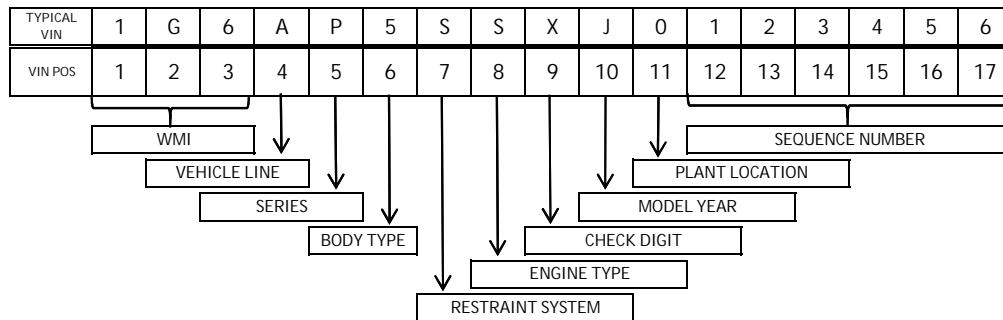 TYPICAL
VIN 1 G 6 A P 5 S S X J 0 1 2 3 4 5 6
VIN POS 1 2 3 4 5 6 7 8 9 10 11 12 13 14 15 16 17
WMI SEQUENCE NUMBER
VEHICLE LINE PLANT LOCATION
SERIES MODEL YEAR
BODY TYPE CHECK DIGIT
ENGINE TYPE
RESTRAINT SYSTEM